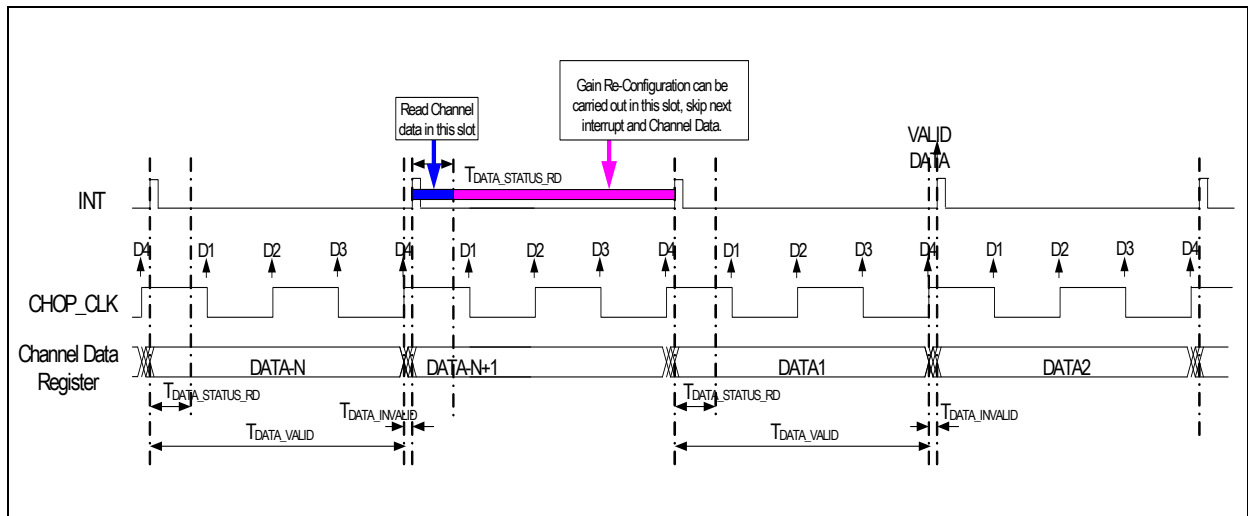 Gain Re-Configuration can be
carried out in this slot, skip next
interrupt and Channel Data.
Read Channel
data in this slot
VALID
DATA
TDATA_STATUS_RD
INT
D4 D1 D2 D3 D4 D1 D2 D3 D4 D1 D2 D3 D4 D1 D2 D3 D4
CHOP_CLK
Channel Data
Register
DATA-N DATA-N+1 DATA1 DATA2
TDATA_STATUS_RD TDATA_STATUS_RD
TDATA_INVALID TDATA_INVALID
TDATA_VALID TDATA_VALID